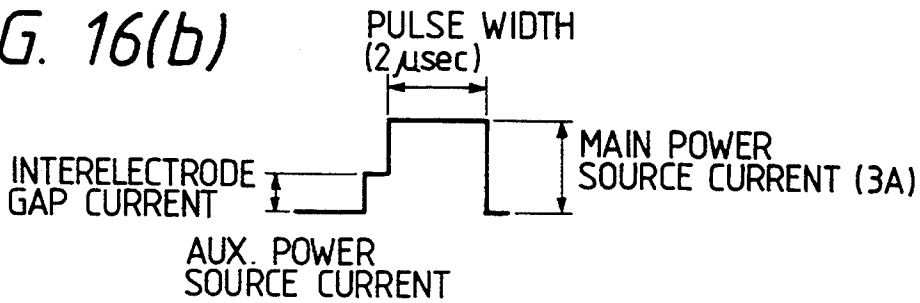 G. 16(b)
PULSE WIDTH
(2 μsec)
INTERELECTRODE
GAP CURRENT
MAIN POWER
SOURCE CURRENT (3A)
AUX. POWER
SOURCE CURRENT